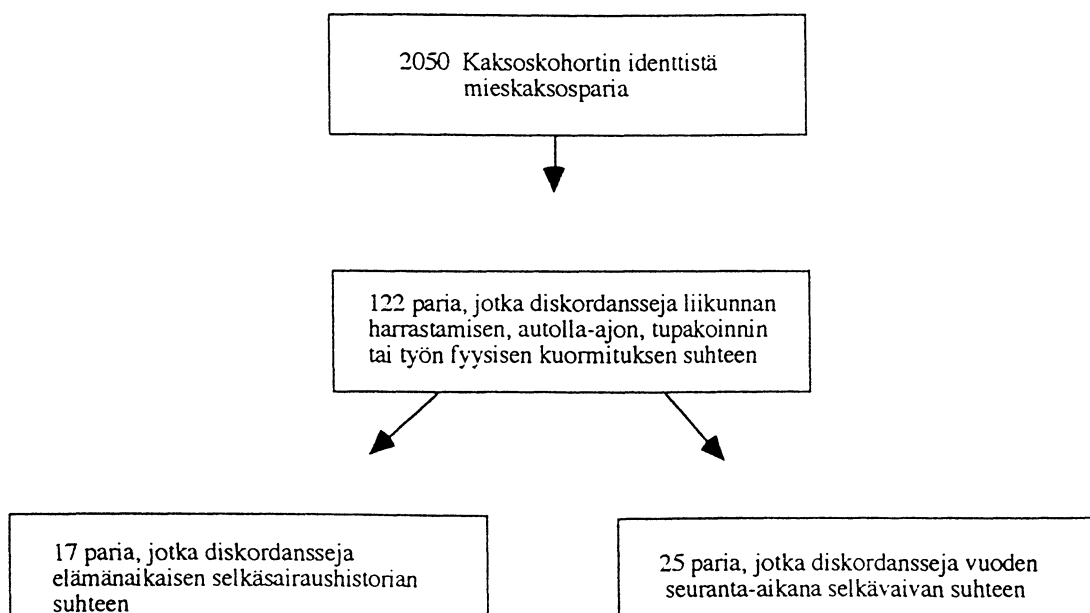 2050 Kaksoskohortin identtistä
mieskaksosparia
122 paria, jotka diskordansseja liikunnan
harrastamisen, autolla-ajon, tupakoinnin
tai työn fyysisen kuormituksen suhteen
17 paria, jotka diskordansseja
elämänaikaisen selkäsairaushistorian
suhteen
25 paria, jotka diskordansseja vuoden
seuranta-aikana selkävaivan suhteen